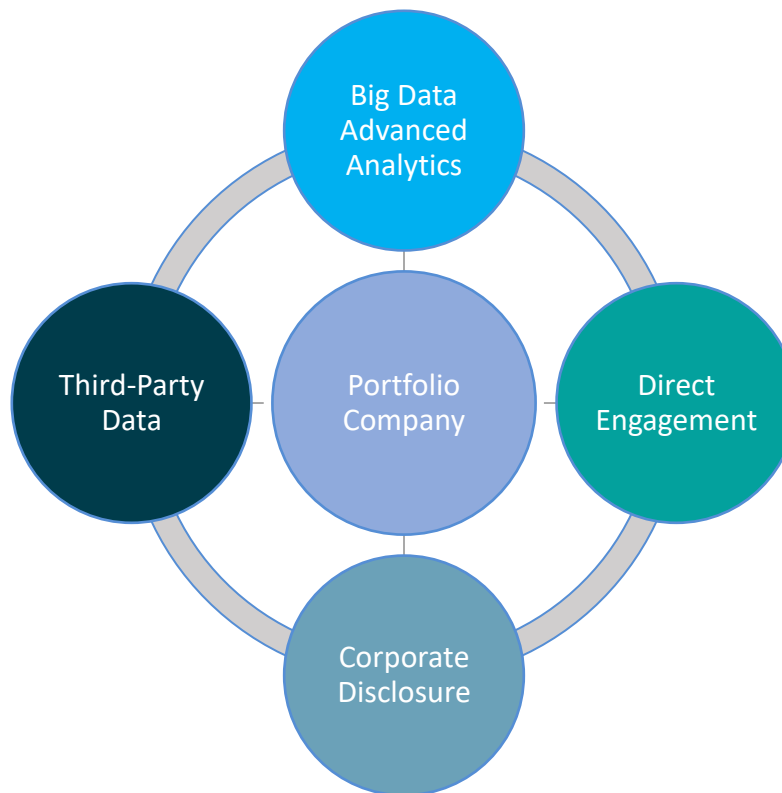 Big Data
Advanced
Analytics
Third-Party
Data
Portfolio
Company
Direct
Engagement
Corporate
Disclosure